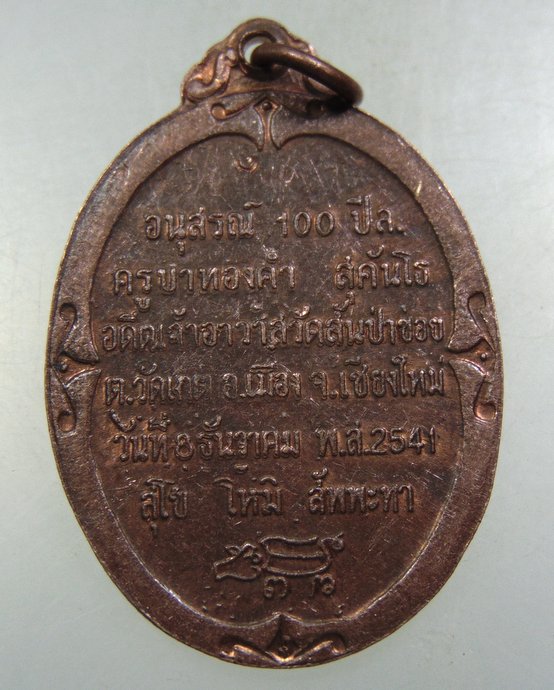 อนุสรณ์ 100 ปีล.
ครูบาทองคำ สุคันโธ
อดีตเจ้าอาวาสวัดสันป่าข่อย
ต.วัดเกต อ.เมือง จ.เชียงใหม่
วันที่ 8 ธันวาคม พ.ศ.2541
สุโข โหมิ สัพพะทา